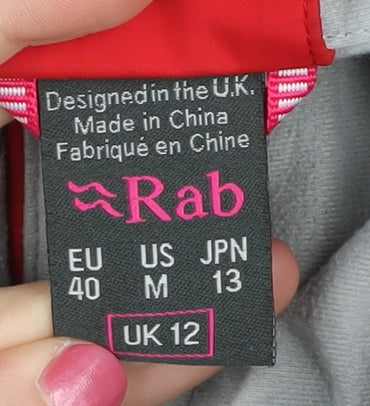 Designed in the U.K.
Made in China
Fabriqué en Chine
Rab
EU US JPN
40 M 13
UK 12